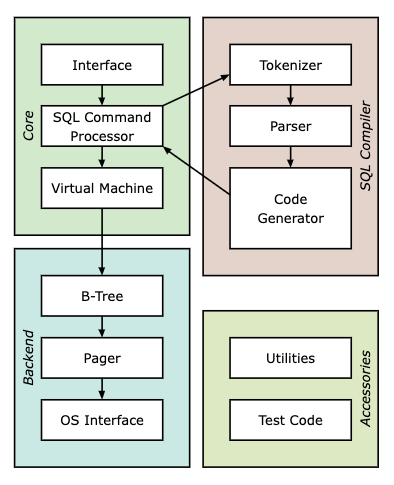 Core
Interface
SQL Command
Processor
Virtual Machine
SQL Compiler
Tokenizer
Parser
Code
Generator
Backend
B-Tree
Pager
OS Interface
Accessories
Utilities
Test Code